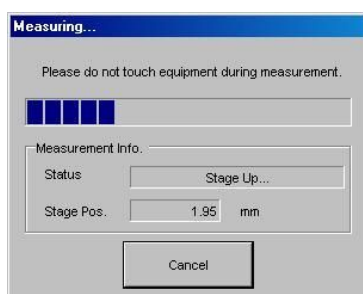 Measuring...
Please do not touch equipment during measurement.
Measurement Info.
Status Stage Up...
Stage Pos. 1.95 mm
Cancel